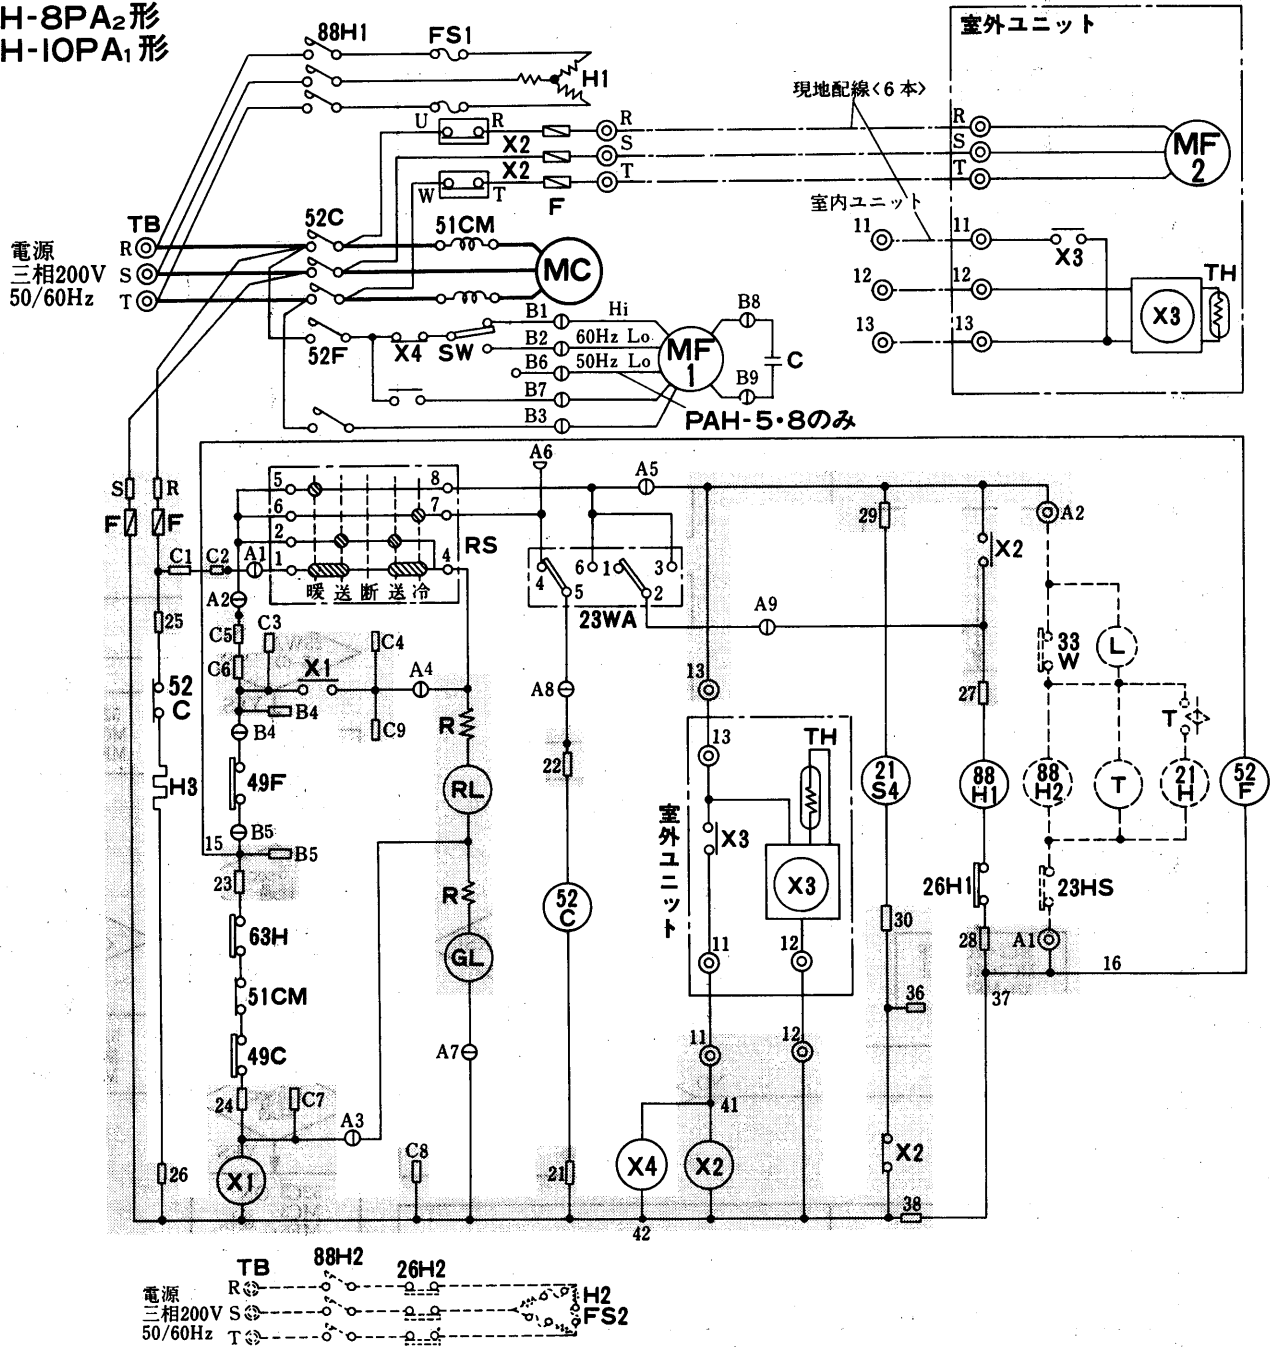 H-8PA₂形
H-10PA₁形
88H1
FS1
H1
室外ユニット
現地配線<6本>
U
R
X2
X2
W
T
F
R
S
T
R
S
T
MF
2
TB
電源
三相200V
50/60Hz
R
S
T
52C
51CM
MC
室内ユニット
11
12
13
11
12
13
X3
X3
TH
52F
X4
SW
B1
Hi
B2
60Hz Lo
B6
50Hz Lo
B7
B3
MF
1
B8
B9
C
PAH-5・8のみ
S
R
F
F
C1
C2
A1
5
6
2
1
8
7
4
RS
暖 送 断 送 冷
A6
A5
4
5
6
1
3
2
23WA
A9
29
X2
A2
A2
C5
C6
C3
X1
C4
A4
C9
B4
B4
25
52
C
H3
49F
B5
B5
15
23
63H
51CM
49C
24
C7
A3
X1
26
R
RL
R
GL
A7
C8
A8
22
52
C
21
13
13
室外ユニット
TH
X3
X3
11
12
11
12
41
X4
X2
42
21
S4
30
36
X2
38
27
88
H1
26H1
28
37
16
33
W
L
T
88
H2
T
21
H
52
F
23HS
A1
TB
電源
三相200V
50/60Hz
R
S
T
88H2
26H2
H2
FS2